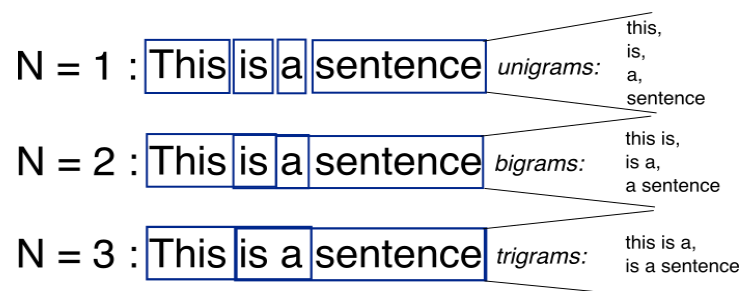 N = 1 : This is a sentence unigrams:
this,
is,
a,
sentence
N = 2 : This is a sentence bigrams:
this is,
is a,
a sentence
N = 3 : This is a sentence trigrams:
this is a,
is a sentence